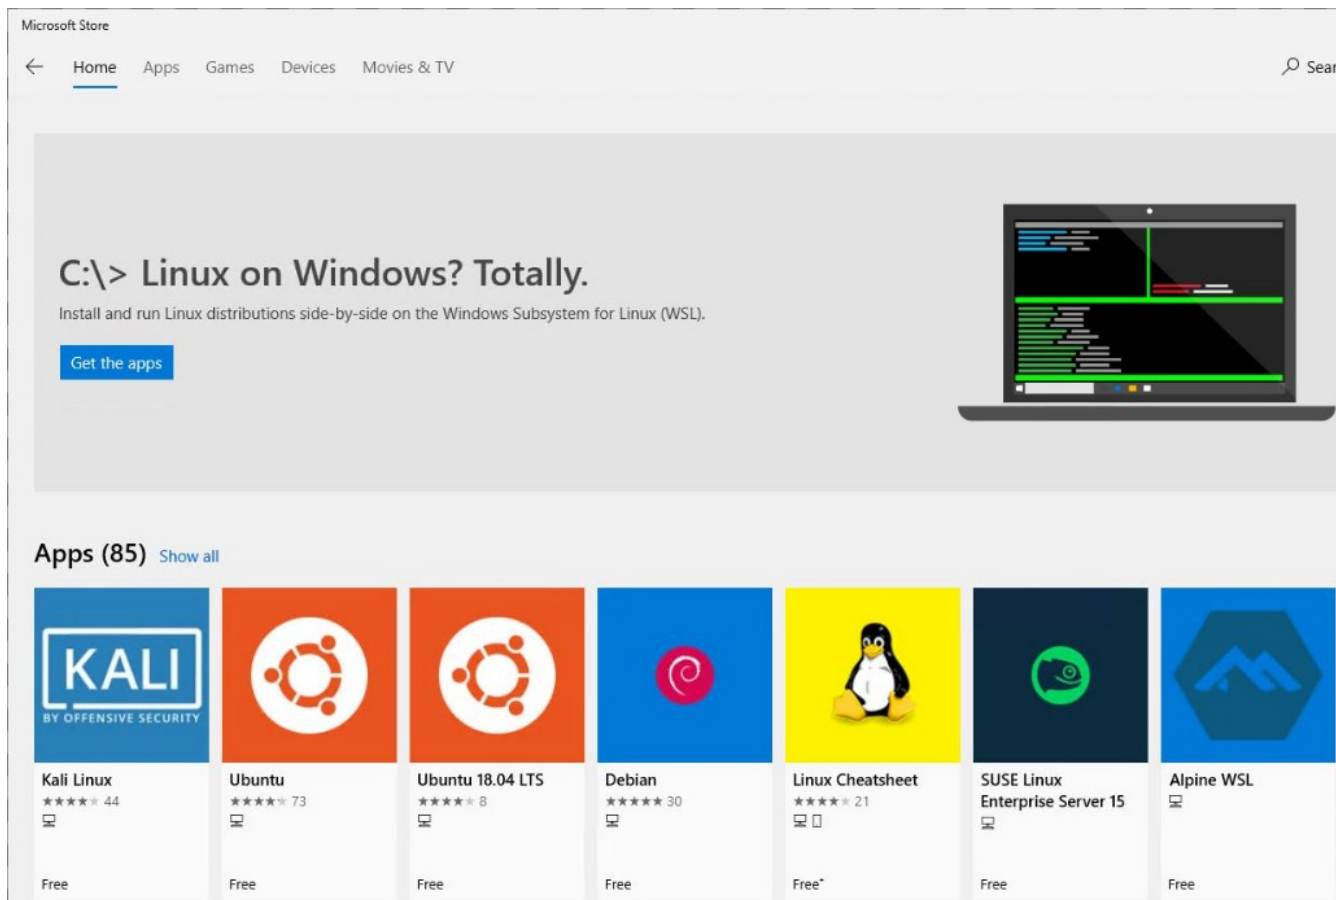 Microsoft Store
Home Apps Games Devices Movies & TV
C:\> Linux on Windows? Totally.
Install and run Linux distributions side-by-side on the Windows Subsystem for Linux (WSL).
Get the apps
Apps (85) Show all
KALI
BY OFFENSIVE SECURITY
Kali Linux
44
Free
Ubuntu
73
Free
Ubuntu 18.04 LTS
8
Free
Debian
30
Free
Linux Cheatsheet
21
Free*
SUSE Linux
Enterprise Server 15
Free
Alpine WSL
Free